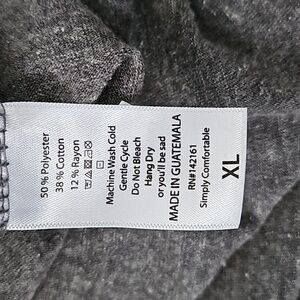 50 % Polyester
38 % Cotton
12 % Rayon
Machine Wash Cold
Gentle Cycle
Do Not Bleach
Hang Dry
or you'll be sad
MADE IN GUATEMALA
RN#142161
Simply Comfortable
XL